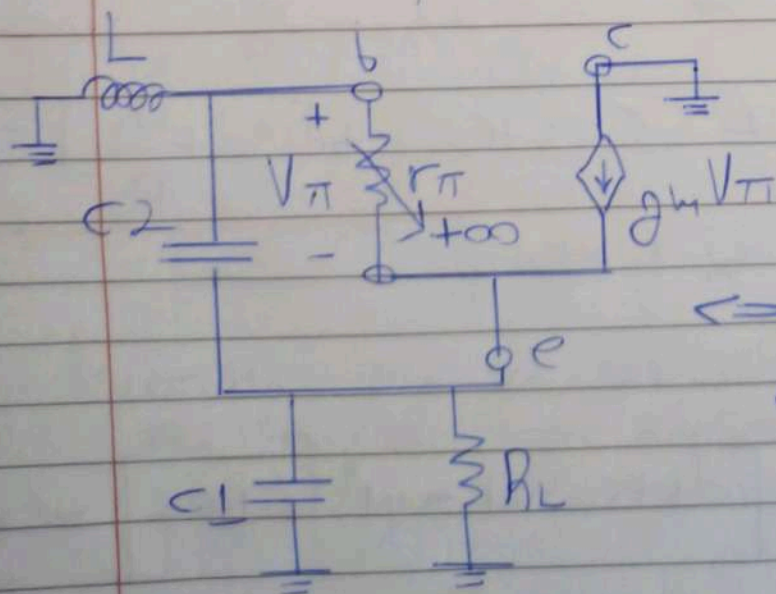 L b c
+
Vπ rπ gm Vπ
C2 +∞
-
<=
e
C1 RL